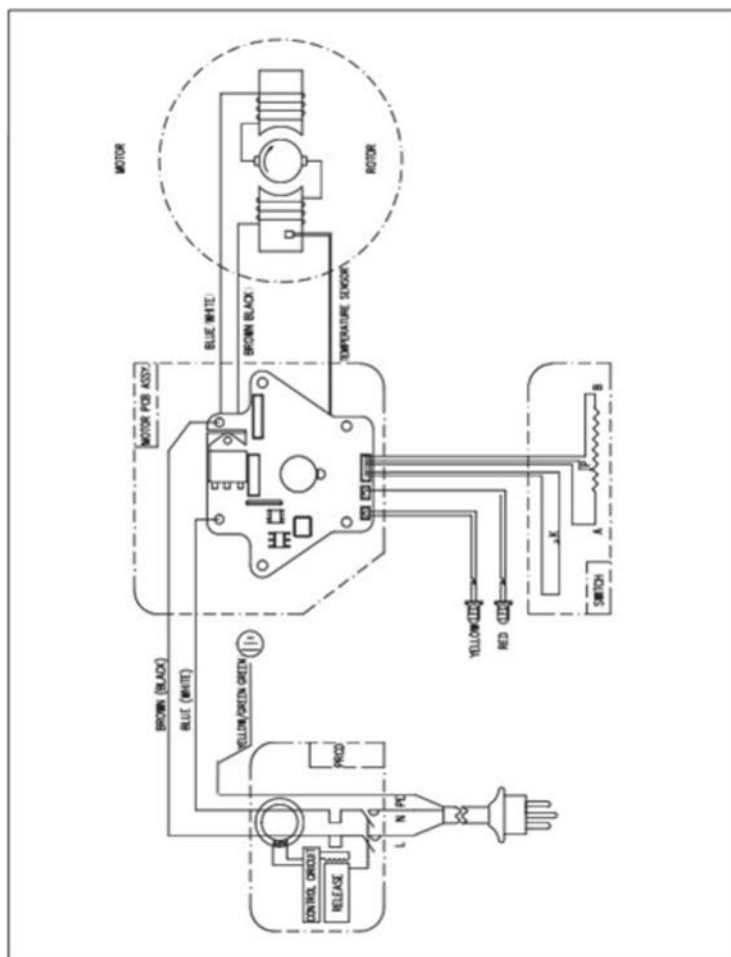 MOTOR
ROTOR
BLUE(WHITE)
BROWN(BLACK)
TEMPERATURE SENSOR
MOTOR PCB ASSY.
B
P
A
K
SWITCH
YELLOW
RED
BROWN (BLACK)
BLUE (WHITE)
YELLOW/GREEN GREEN
PRCD
CONTROL CIRCUIT
RELEASE
L
N